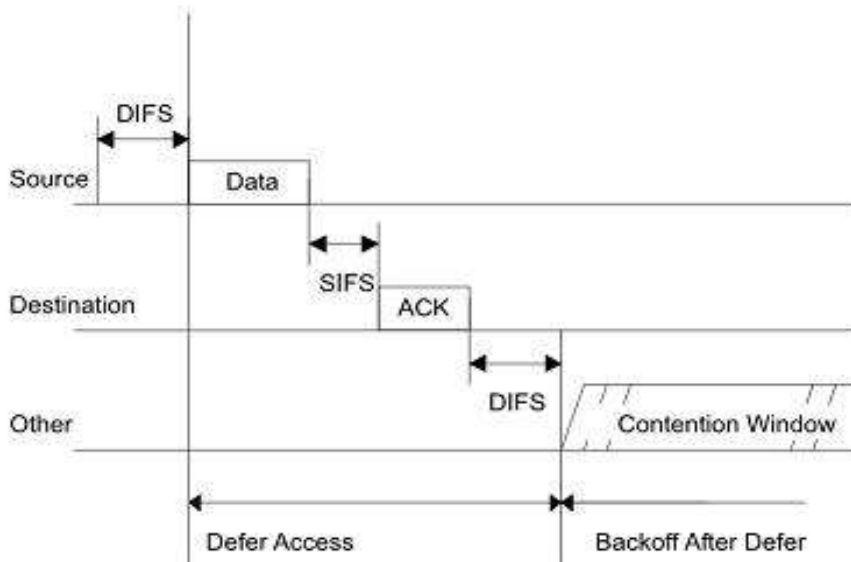 DIFS
Source
Data
SIFS
Destination
ACK
DIFS
Other
Contention Window
Defer Access
Backoff After Defer